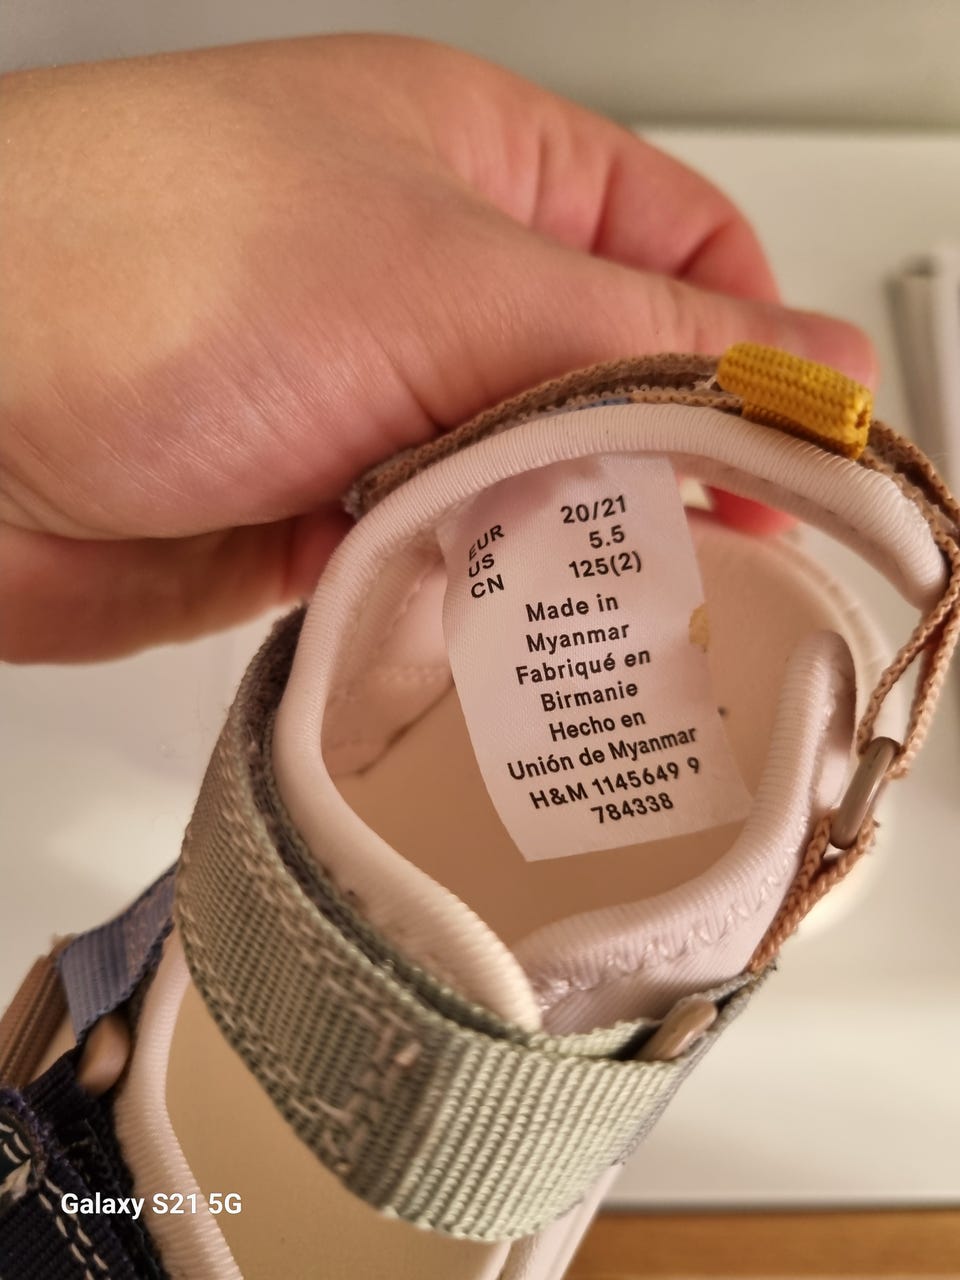 EUR 20/21
US 5.5
CN 125(2)
Made in
Myanmar
Fabriqué en
Birmanie
Hecho en
Unión de Myanmar
H&M 1145649 9
784338
Galaxy S21 5G